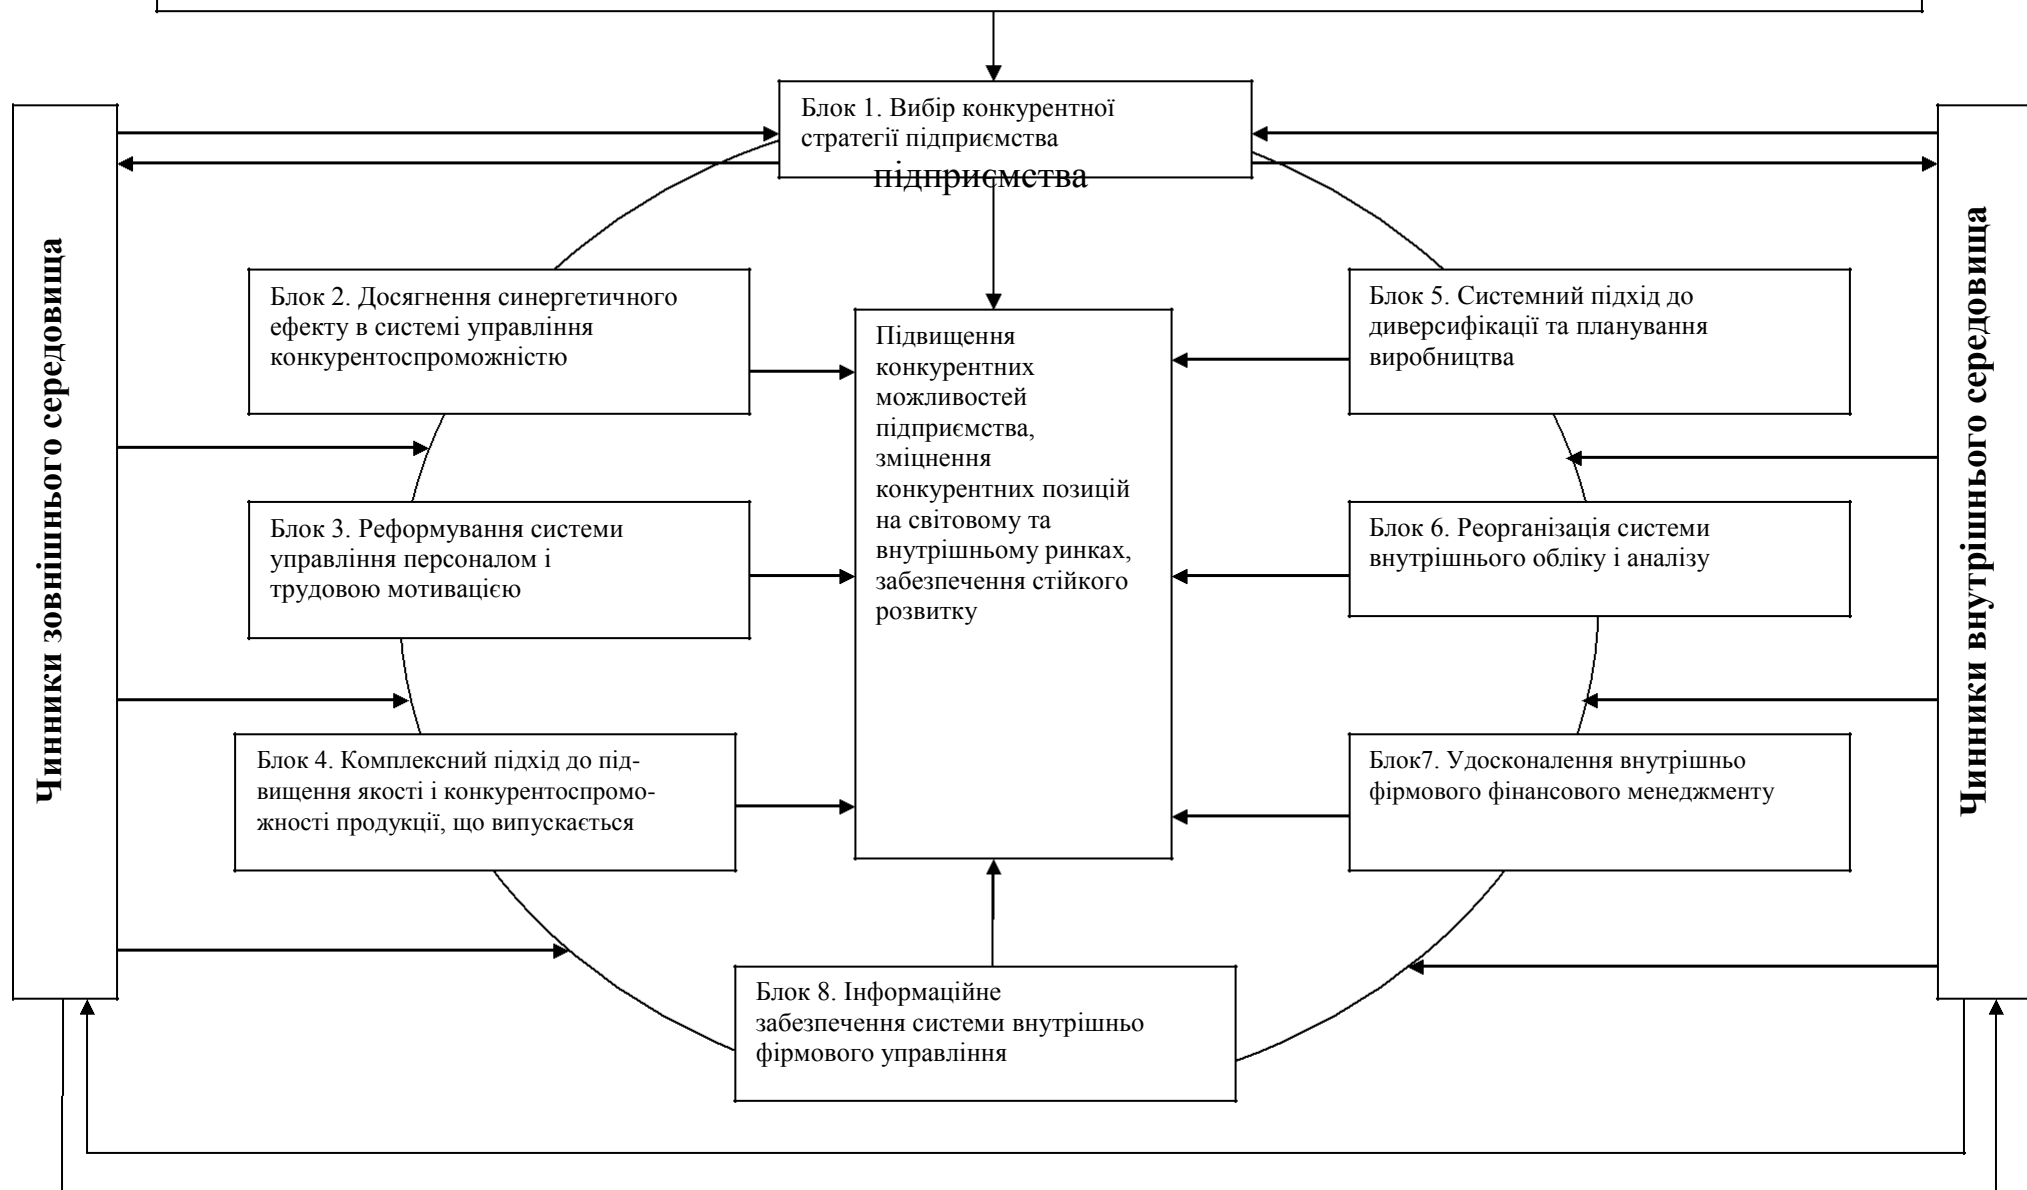 Блок 1. Вибір конкурентної
стратегії підприємства
підприємства
Чинники зовнішнього середовища
Блок 2. Досягнення синергетичного
ефекту в системі управління
конкурентоспроможністю
Блок 3. Реформування системи
управління персоналом і
трудовою мотивацією
Блок 4. Комплексний підхід до під-
вищення якості і конкурентоспромо-
жності продукції, що випускається
Підвищення
конкурентних
можливостей
підприємства,
зміцнення
конкурентних позицій
на світовому та
внутрішньому ринках,
забезпечення стійкого
розвитку
Блок 5. Системний підхід до
диверсифікації та планування
виробництва
Блок 6. Реорганізація системи
внутрішнього обліку і аналізу
Блок7. Удосконалення внутрішньо
фірмового фінансового менеджменту
Блок 8. Інформаційне
забезпечення системи внутрішньо
фірмового управління
Чинники внутрішнього середовища